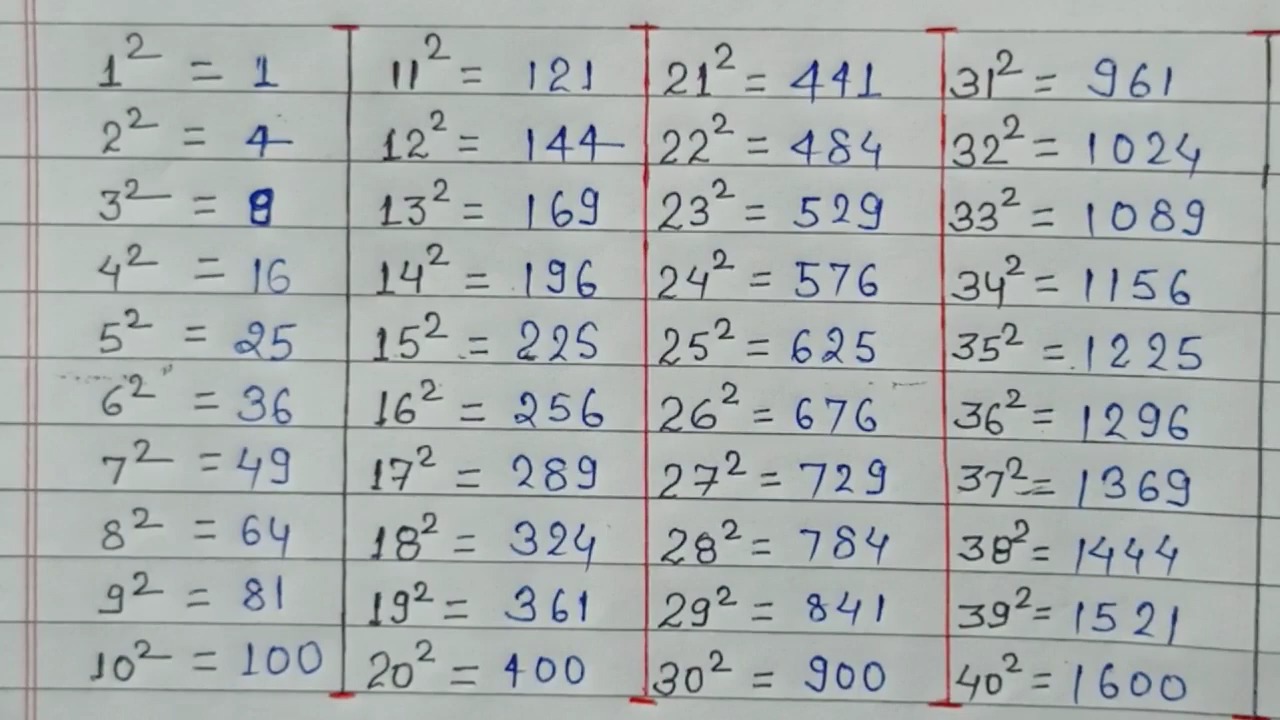 1² = 1
2² = 4
3² = 9
4² = 16
5² = 25
6² = 36
7² = 49
8² = 64
9² = 81
10² = 100
11² = 121
12² = 144
13² = 169
14² = 196
15² = 225
16² = 256
17² = 289
18² = 324
19² = 361
20² = 400
21² = 441
22² = 484
23² = 529
24² = 576
25² = 625
26² = 676
27² = 729
28² = 784
29² = 841
30² = 900
31² = 961
32² = 1024
33² = 1089
34² = 1156
35² = 1225
36² = 1296
37² = 1369
38² = 1444
39² = 1521
40² = 1600